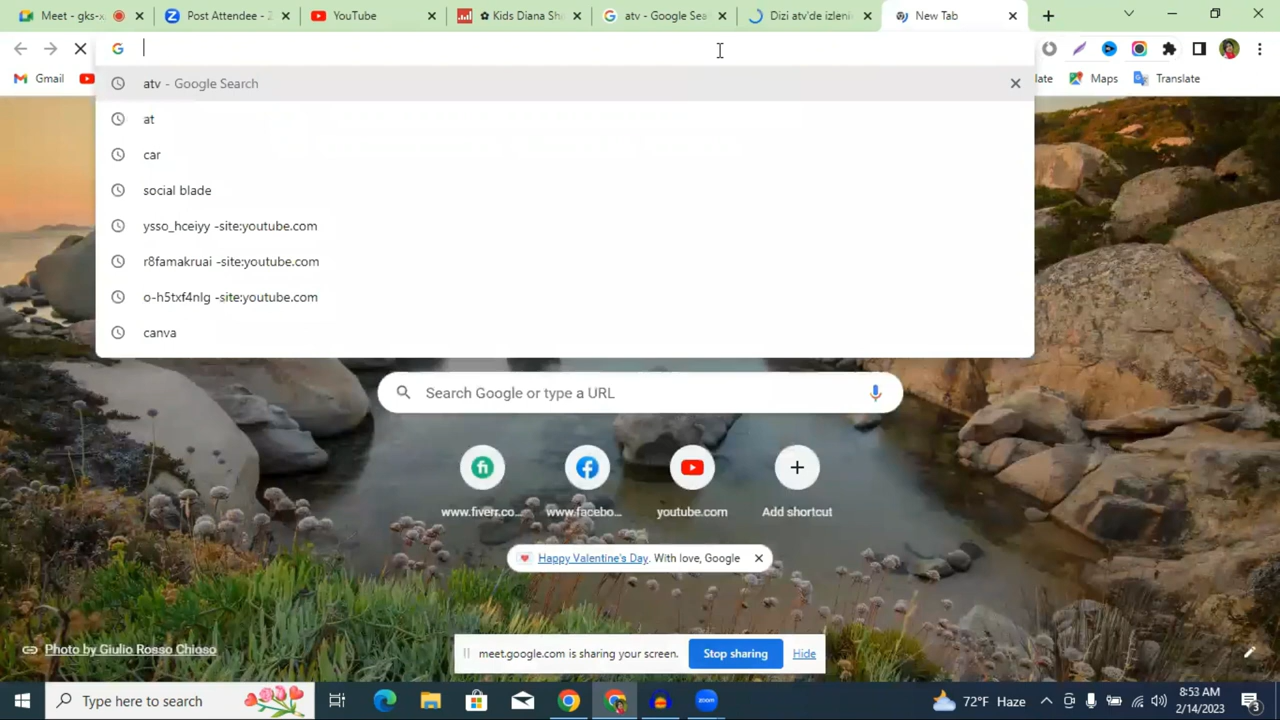 Meet - gks-x
Post Attendee - Z
YouTube
✿ Kids Diana Sh
atv - Google Sea
Dizi atv'de izleni
New Tab
Gmail
late
Maps
Translate
atv - Google Search
at
car
social blade
ysso_hceiyy -site:youtube.com
r8famakruai -site:youtube.com
o-h5txf4nlg -site:youtube.com
canva
Search Google or type a URL
www.fiverr.co...
www.facebo...
youtube.com
Add shortcut
Happy Valentine's Day. With love, Google
Photo by Giulio Rosso Chioso
meet.google.com is sharing your screen.
Stop sharing
Hide
Type here to search
zoom
72°F Haze
8:53 AM
2/14/2023
3